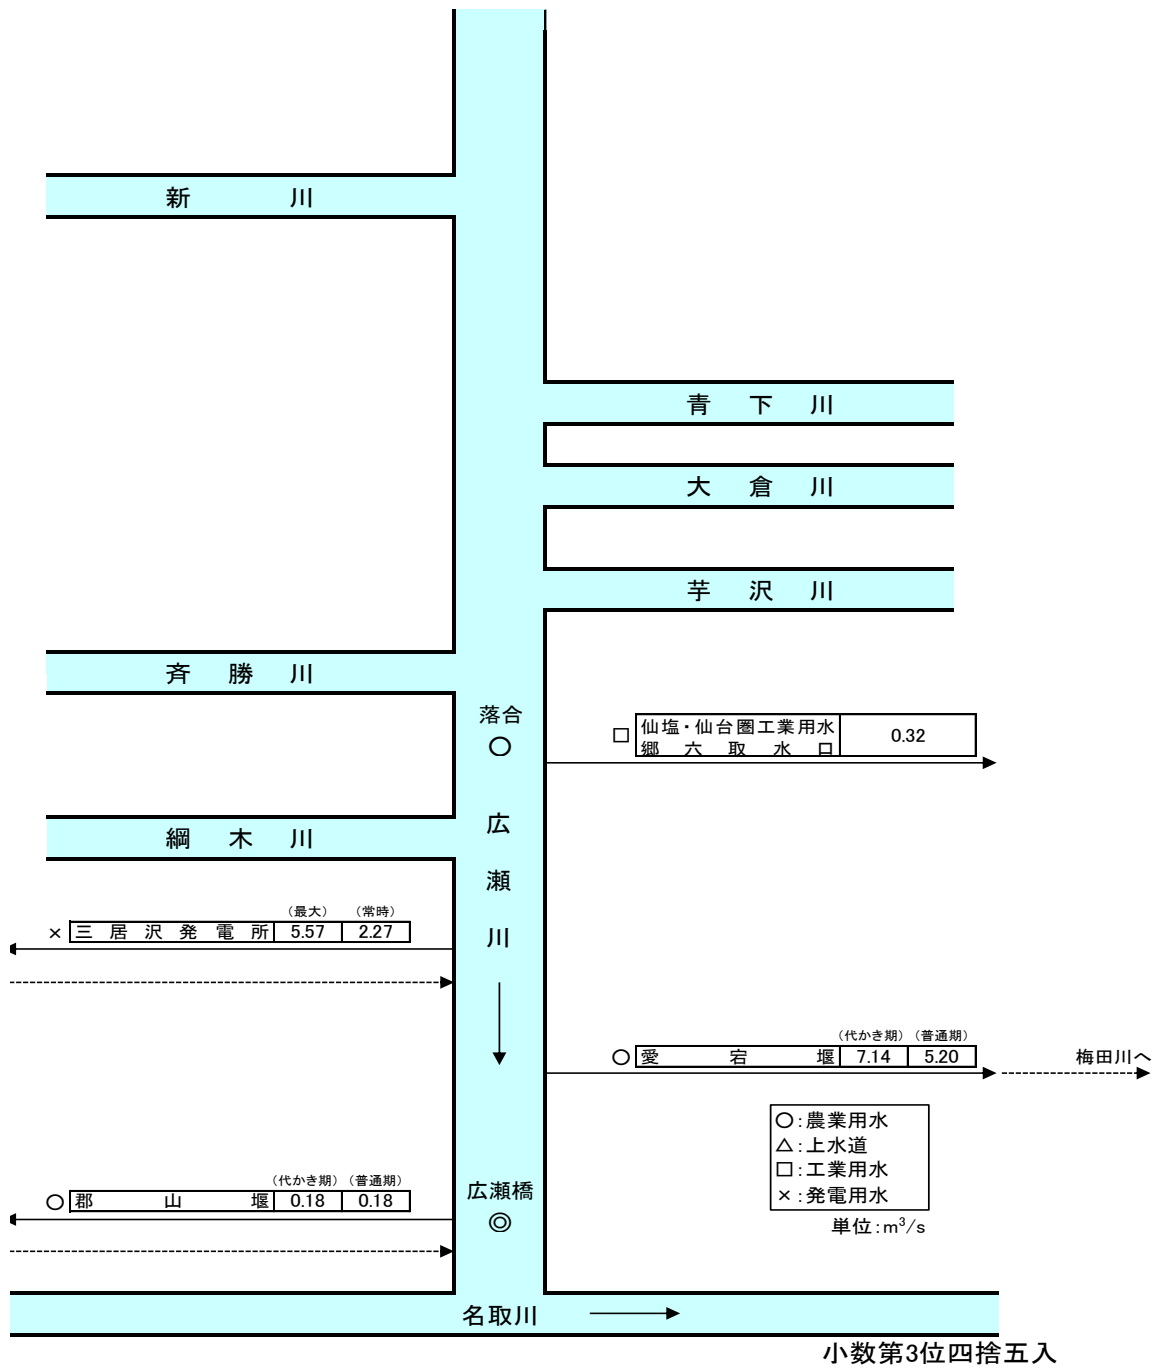 新川
青下川
大倉川
芋沢川
斉勝川
落合
○
□ 仙塩・仙台圏工業用水
郷六取水口 0.32
広瀬川
綱木川
(最大) (常時)
× 三居沢発電所 5.57 2.27
(代かき期) (普通期)
○ 愛宕堰 7.14 5.20
梅田川へ
○:農業用水
△:上水道
□:工業用水
×:発電用水
単位:m³/s
(代かき期) (普通期)
○ 郡山堰 0.18 0.18
広瀬橋
◎
名取川
小数第3位四捨五入